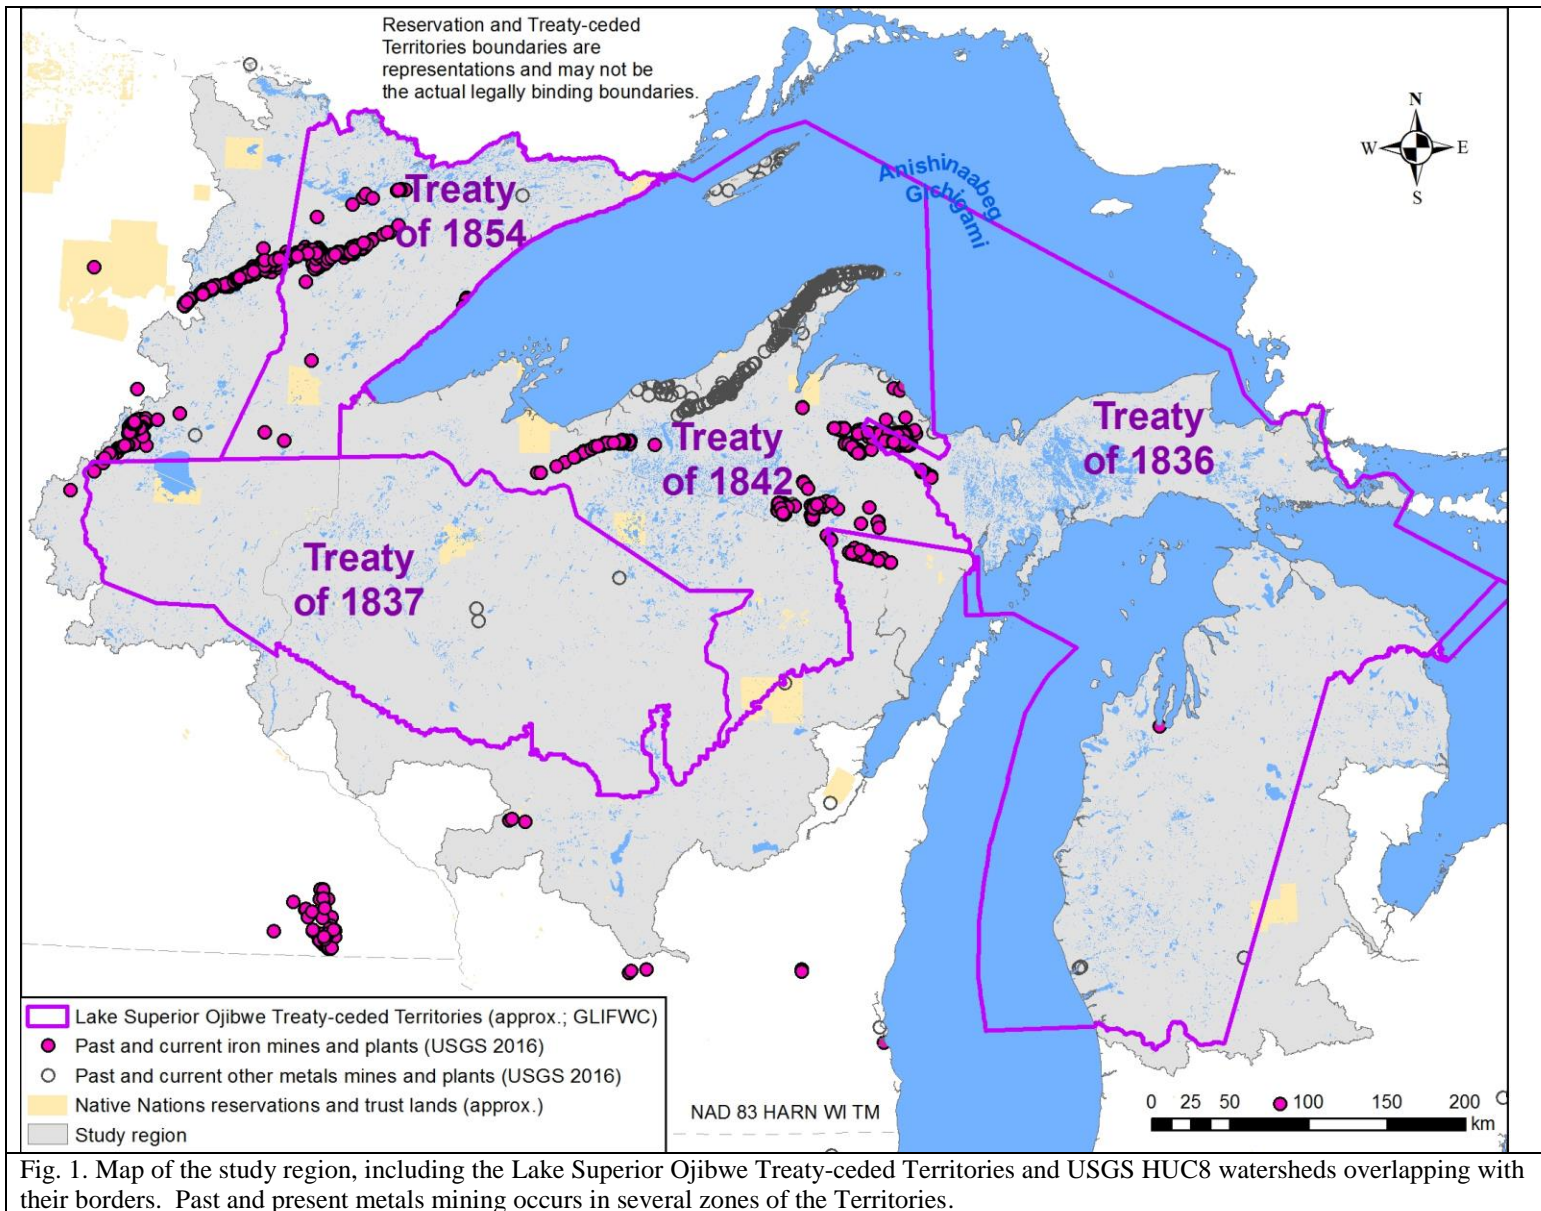 Reservation and Treaty-ceded
Territories boundaries are
representations and may not be
the actual legally binding boundaries.
N
W E
S
Anishinaabeg
Gichigami
Treaty
of 1854
Treaty
of 1842
Treaty
of 1836
Treaty
of 1837
Lake Superior Ojibwe Treaty-ceded Territories (approx.; GLIFWC)
Past and current iron mines and plants (USGS 2016)
Past and current other metals mines and plants (USGS 2016)
Native Nations reservations and trust lands (approx.)
Study region
NAD 83 HARN WI TM
0 25 50 100 150 200
km
Fig. 1. Map of the study region, including the Lake Superior Ojibwe Treaty-ceded Territories and USGS HUC8 watersheds overlapping with
their borders.  Past and present metals mining occurs in several zones of the Territories.